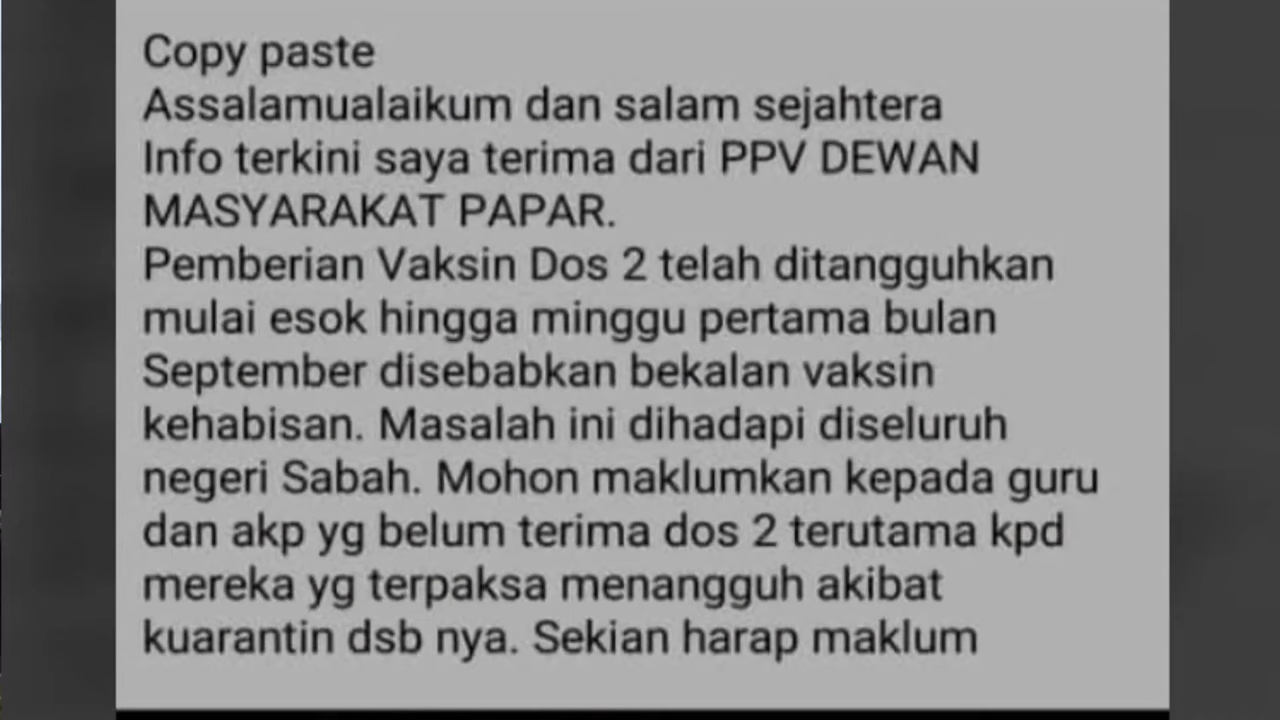 Copy paste
Assalamualaikum dan salam sejahtera
Info terkini saya terima dari PPV DEWAN
MASYARAKAT PAPAR.
Pemberian Vaksin Dos 2 telah ditangguhkan
mulai esok hingga minggu pertama bulan
September disebabkan bekalan vaksin
kehabisan. Masalah ini dihadapi diseluruh
negeri Sabah. Mohon maklumkan kepada guru
dan akp yg belum terima dos 2 terutama kpd
mereka yg terpaksa menangguh akibat
kuarantin dsb nya. Sekian harap maklum